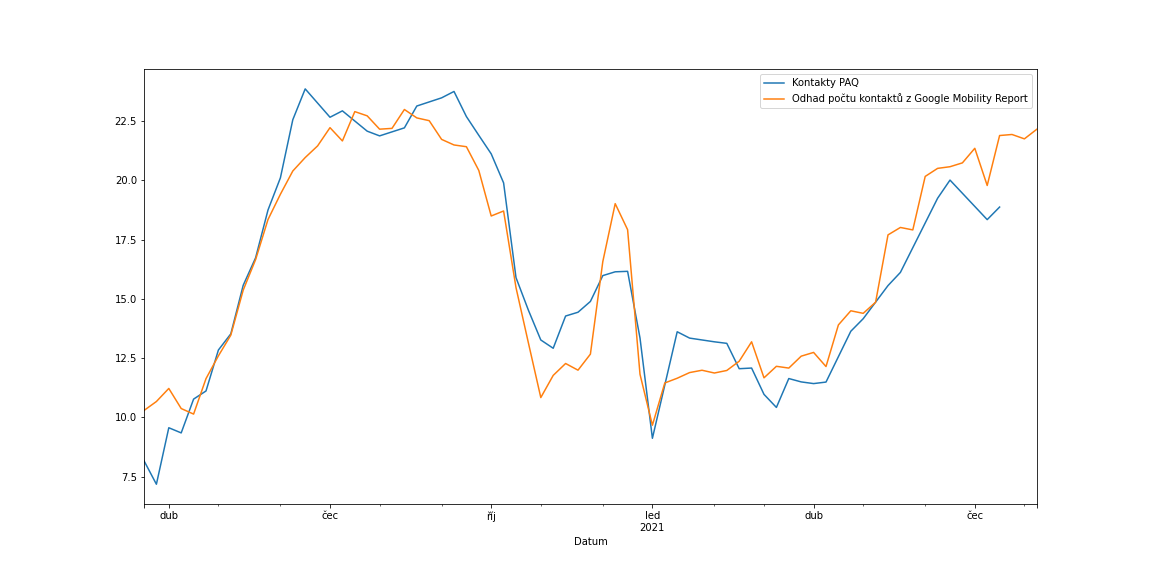 Kontakty PAQ
Odhad počtu kontaktů z Google Mobility Report
22.5
20.0
17.5
15.0
12.5
10.0
7.5
dub
čec
říj
led
2021
dub
čec
Datum